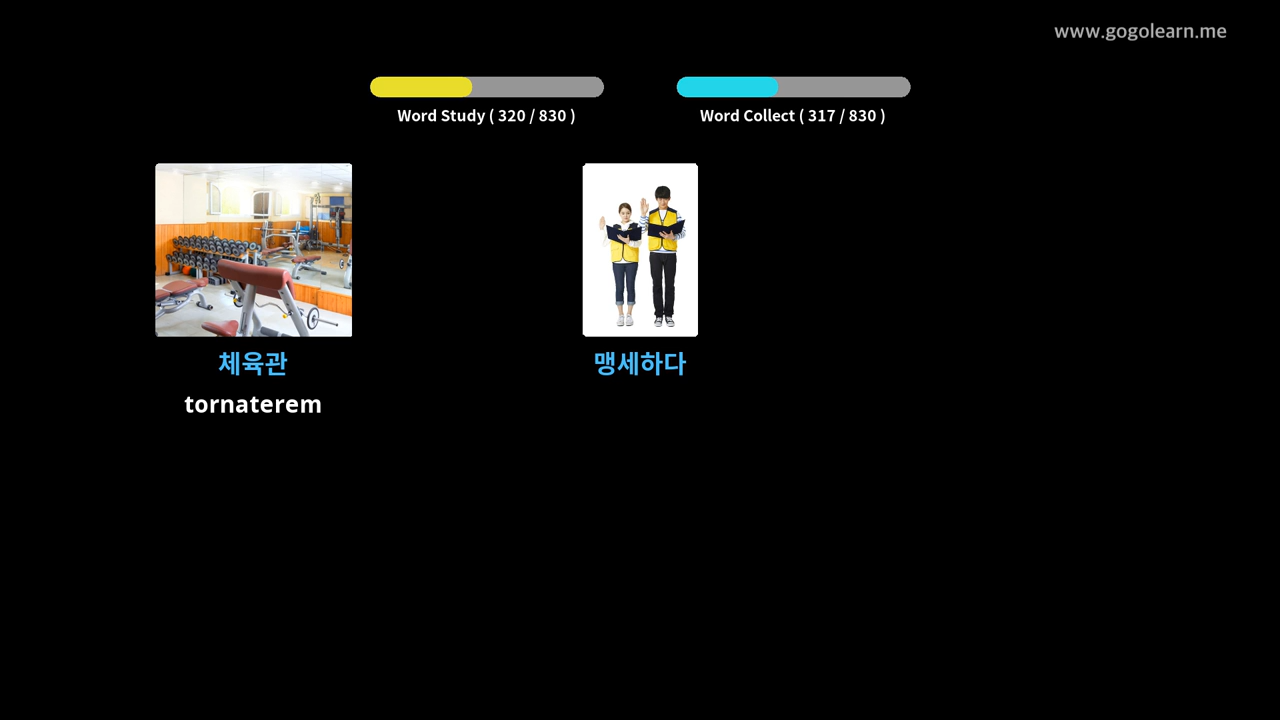 www.gogolearn.me
Word Study ( 320 / 830 )
Word Collect ( 317 / 830 )
체육관
tornaterem
맹세하다